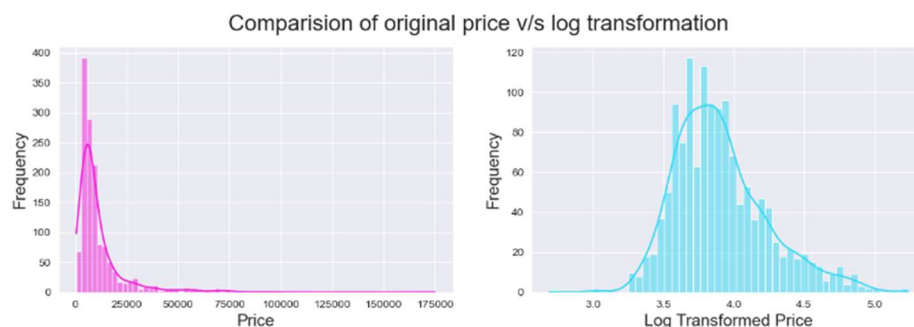 Comparision of original price v/s log transformation
400
350
300
250
200
150
100
50
0
Frequency
0 25000 50000 75000 100000 125000 150000 175000
Price
120
100
80
60
40
20
0
Frequency
3.0 3.5 4.0 4.5 5.0
Log Transformed Price